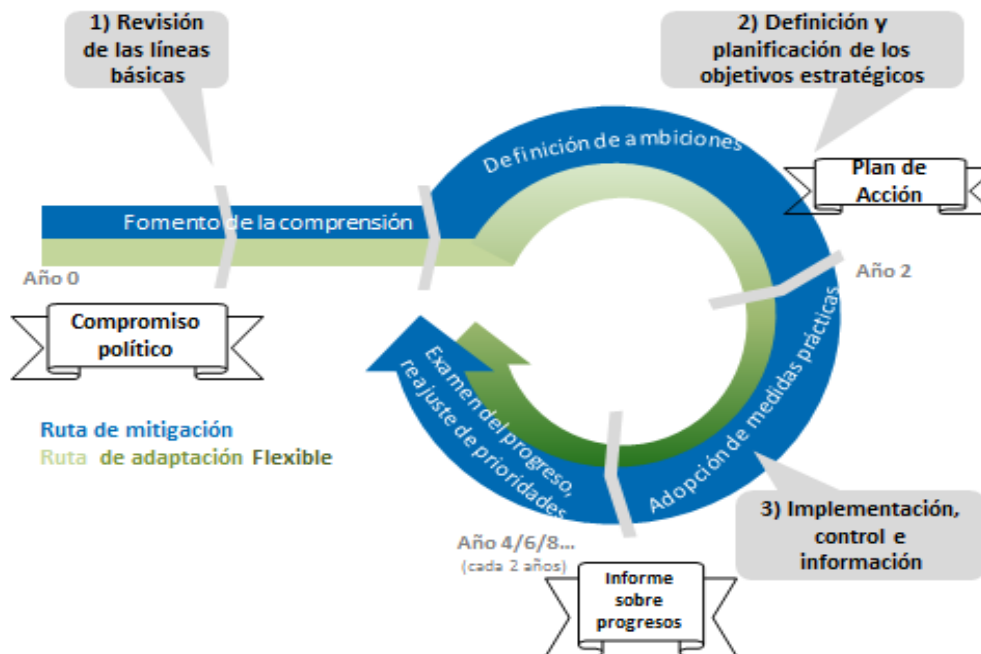 1) Revisión
de las líneas
básicas
2) Definición y
planificación de los
objetivos estratégicos
Definición de ambiciones
Plan de
Acción
Fomento de la comprensión
Año 0
Año 2
Compromiso
político
Adopción de medidas prácticas
Examen del progreso,
reajuste de prioridades
Ruta de mitigación
Ruta de adaptación Flexible
3) Implementación,
control e
información
Año 4/6/8...
(cada 2 años)
Informe
sobre
progresos